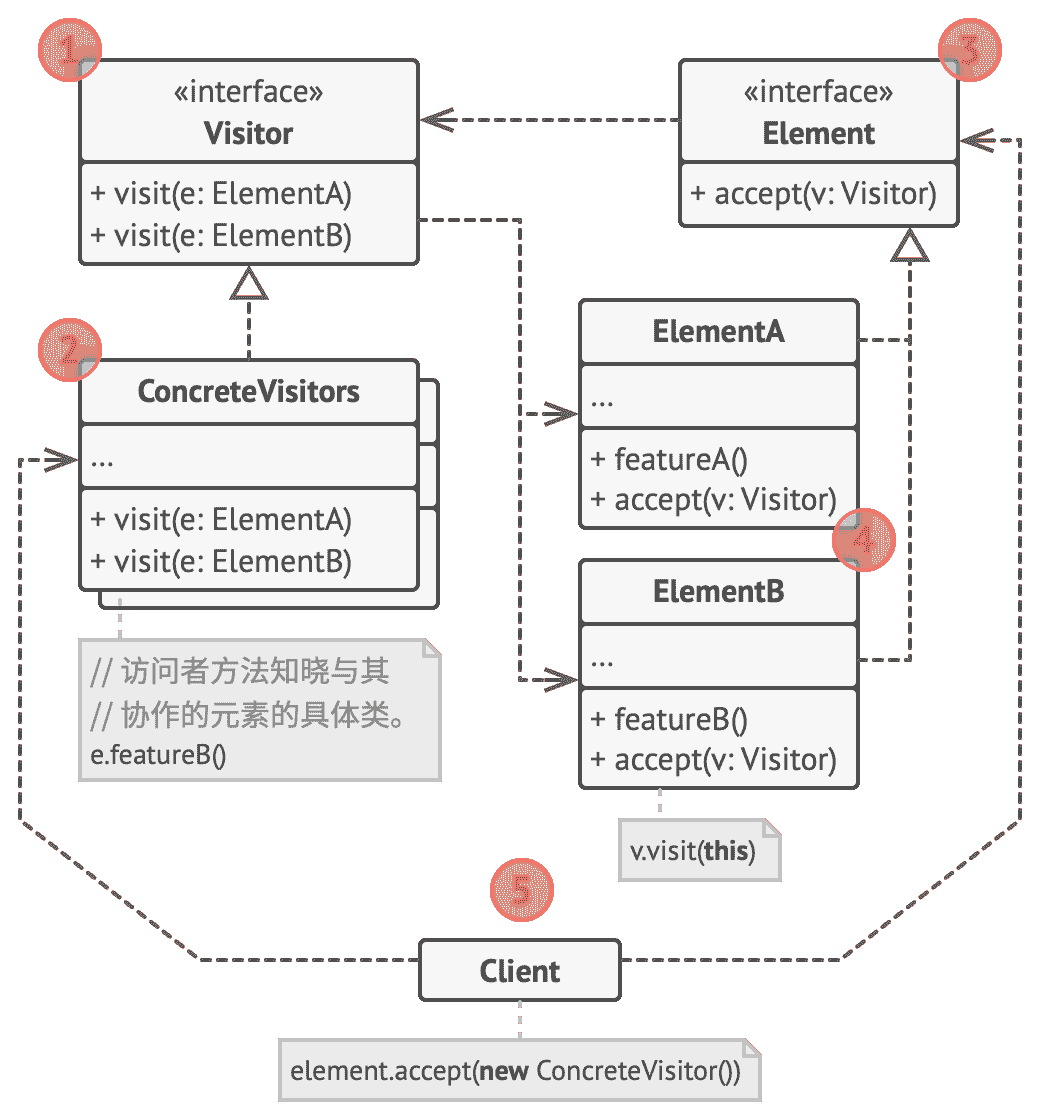 1
«interface»
Visitor
+ visit(e: ElementA)
+ visit(e: ElementB)
3
«interface»
Element
+ accept(v: Visitor)
2
ConcreteVisitors
...
+ visit(e: ElementA)
+ visit(e: ElementB)
// 访问者方法知晓与其
// 协作的元素的具体类。
e.featureB()
ElementA
...
+ featureA()
+ accept(v: Visitor)
4
ElementB
...
+ featureB()
+ accept(v: Visitor)
v.visit(this)
5
Client
element.accept(new ConcreteVisitor())